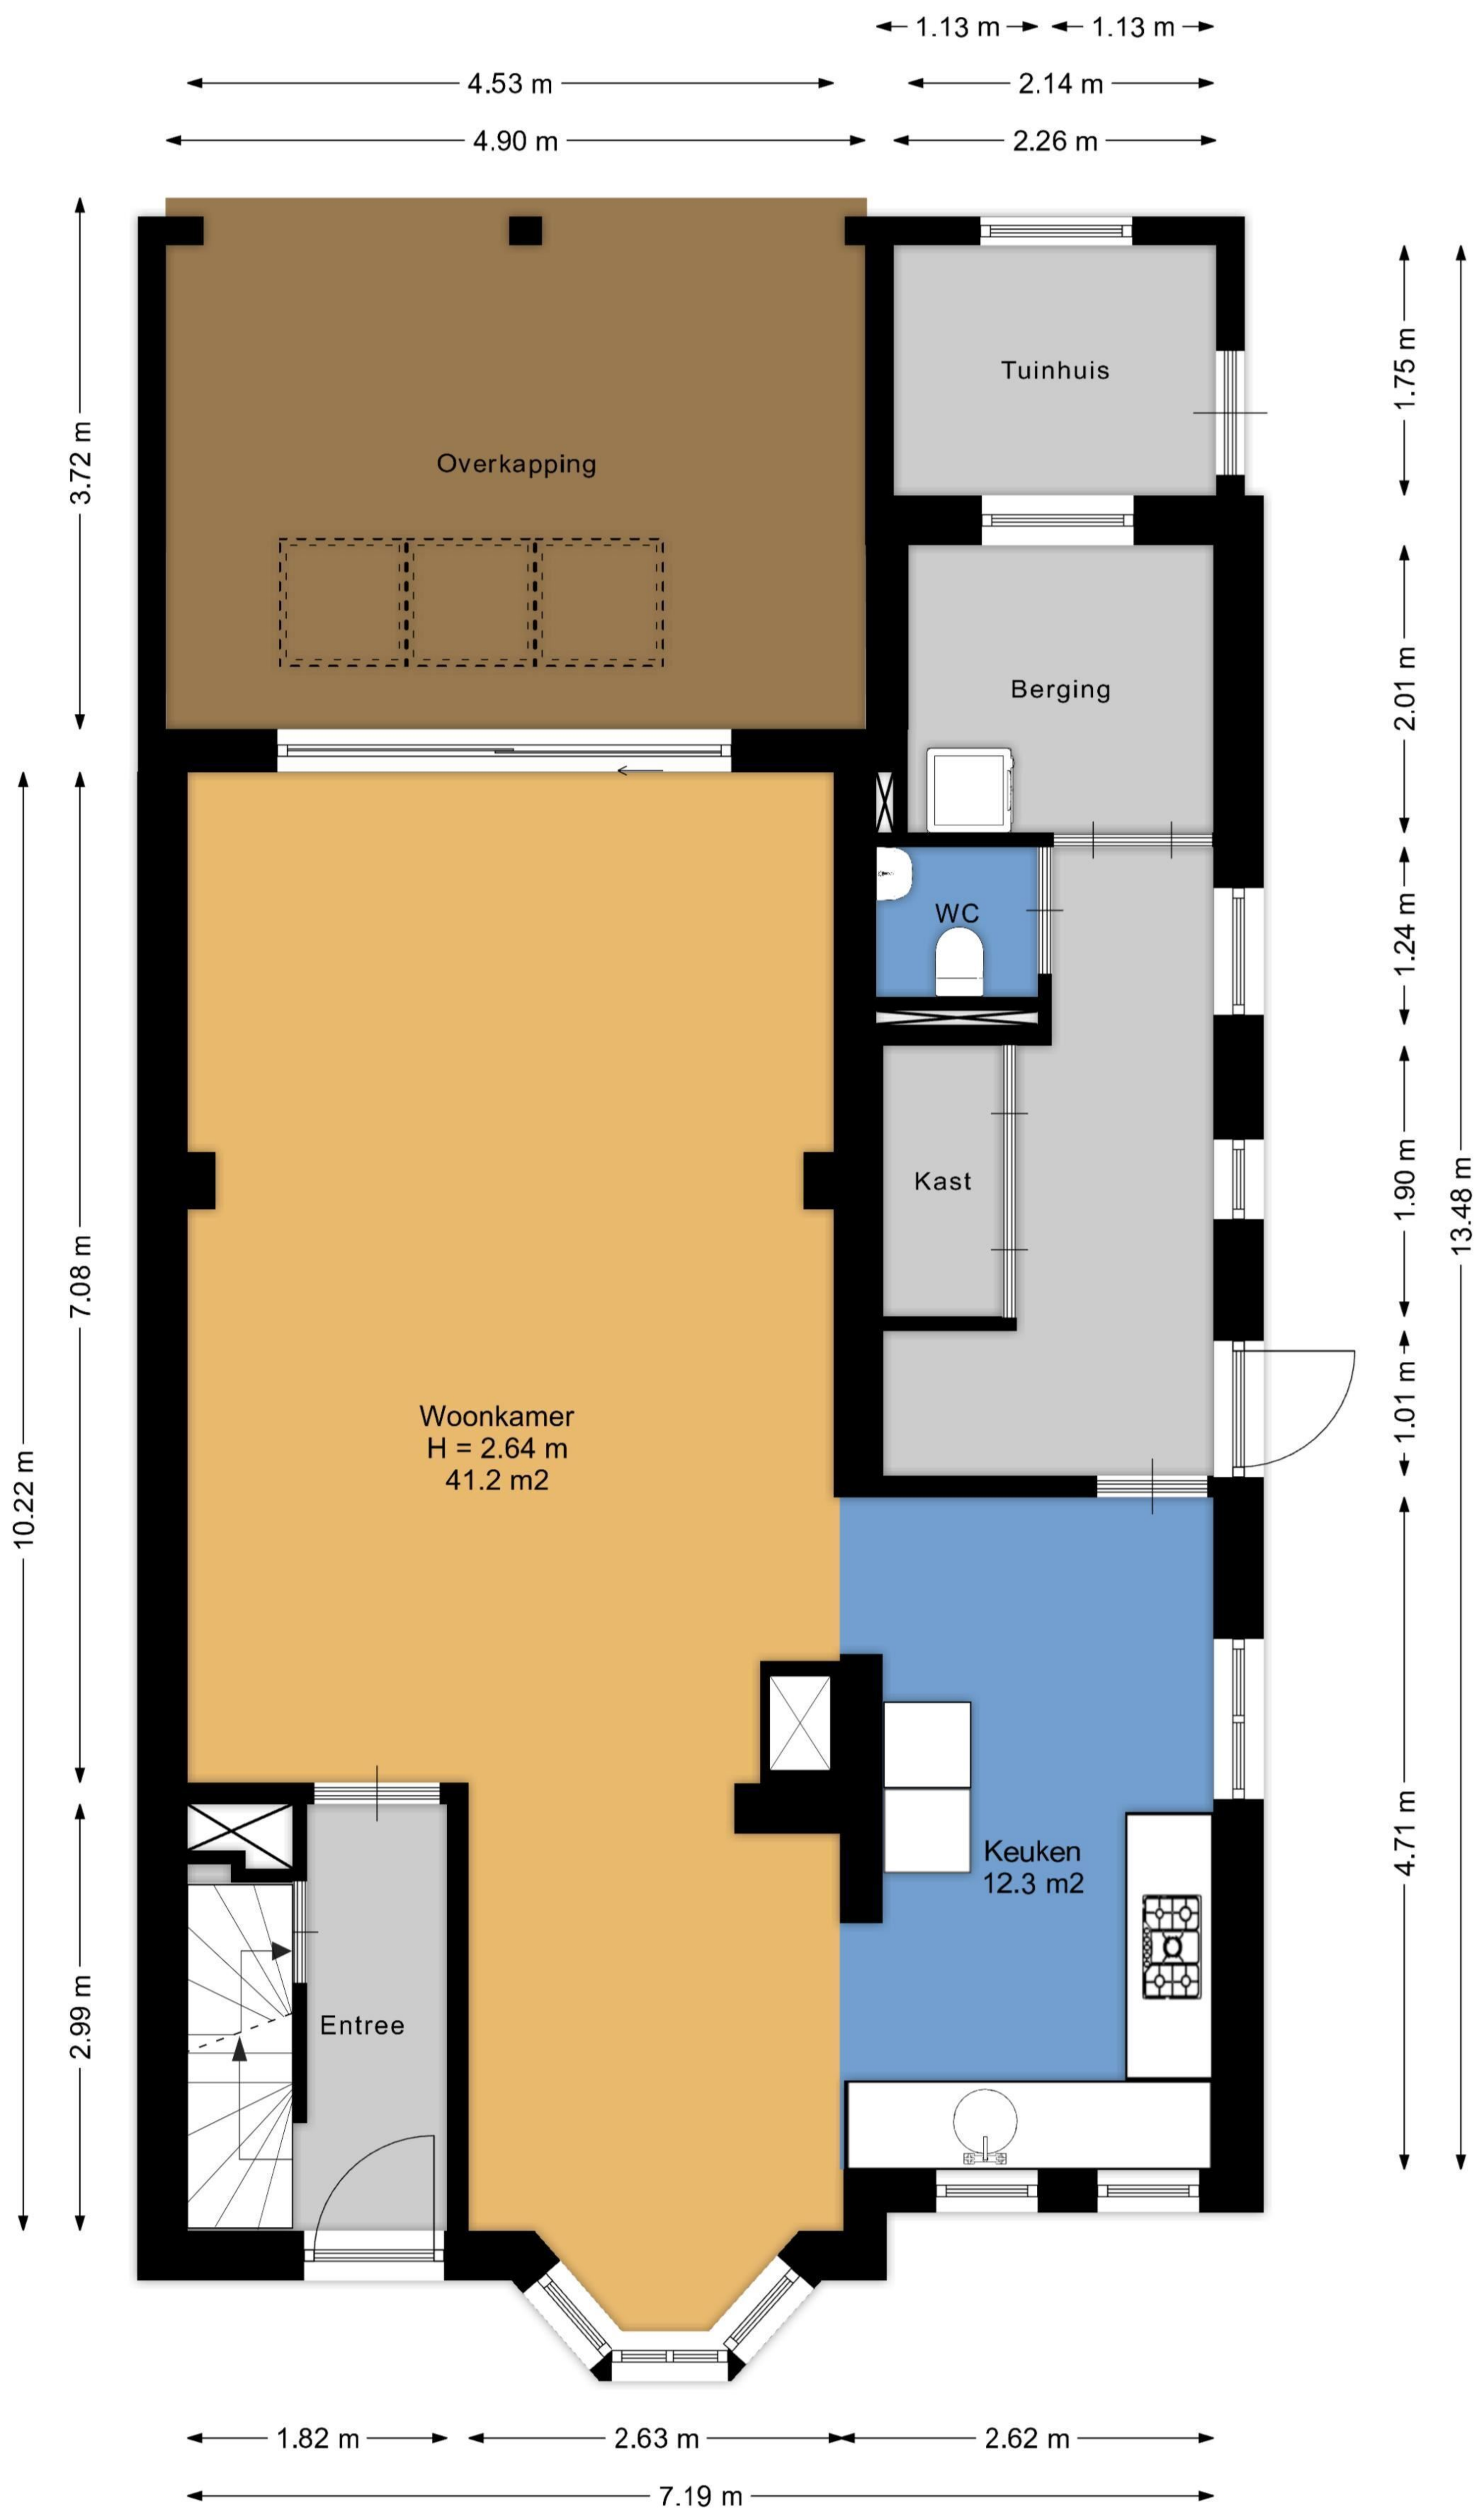 1.13 m
1.13 m
4.53 m
2.14 m
4.90 m
2.26 m
Tuinhuis
1.75 m
Overkapping
3.72 m
Berging
2.01 m
WC
1.24 m
Kast
1.90 m
13.48 m
7.08 m
1.01 m
Woonkamer
H = 2.64 m
41.2 m2
10.22 m
Keuken
12.3 m2
4.71 m
Entree
2.99 m
1.82 m
2.63 m
2.62 m
7.19 m